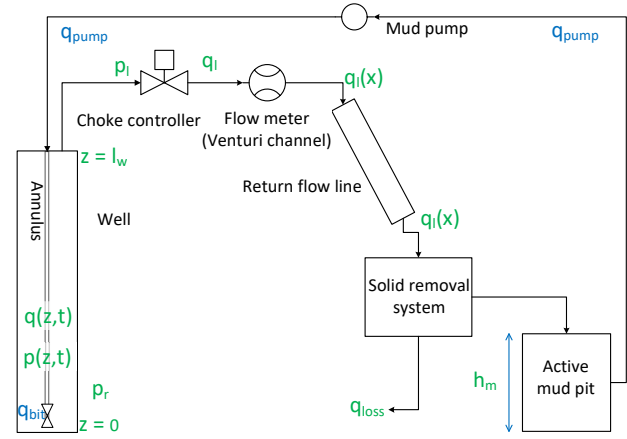 q_pump
Mud pump
q_pump
p_l
q_l
q_l(x)
Choke controller
Flow meter
(Venturi channel)
z = l_w
Annulus
Well
Return flow line
q_l(x)
Solid removal
system
q(z,t)
p(z,t)
p_r
q_bit
z = 0
q_loss
h_m
Active
mud pit